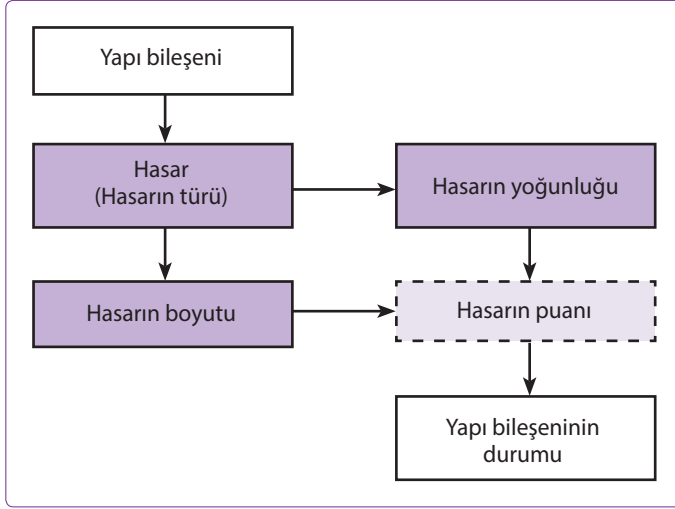 Yapı bileşeni
Hasar
(Hasarın türü)
Hasarın yoğunluğu
Hasarın boyutu
Hasarın puanı
Yapı bileşeninin
durumu